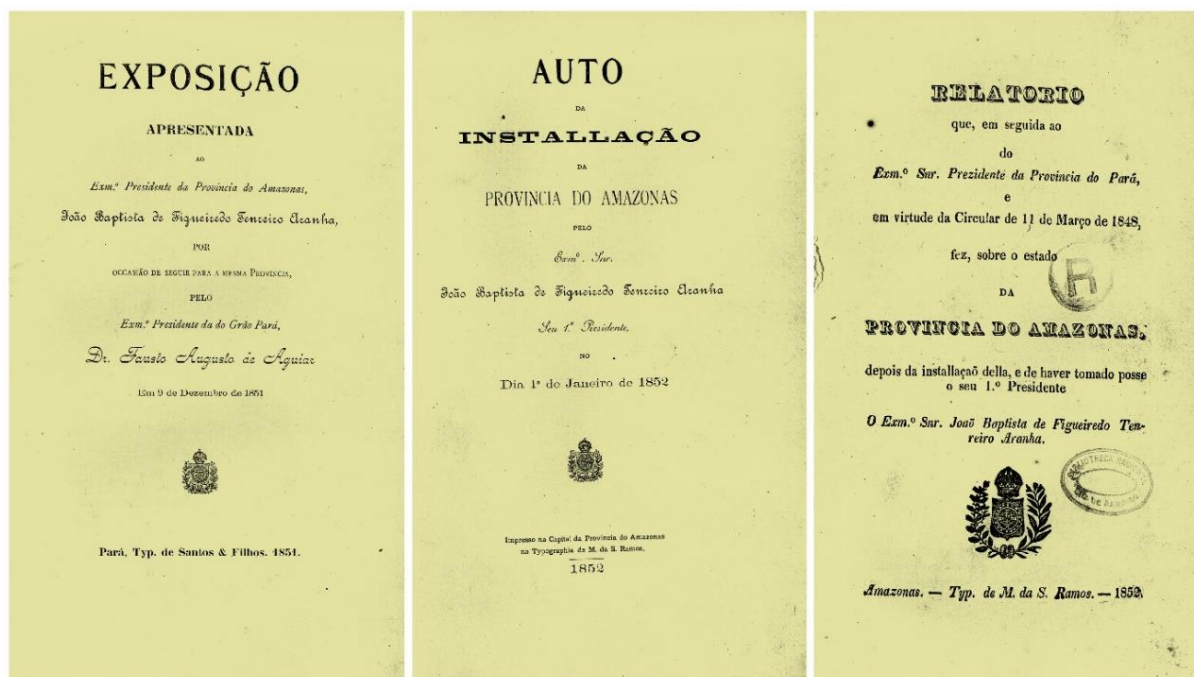 EXPOSIÇÃO
APRESENTADA
AO
Exm.º Presidente da Provincia do Amazonas,
João Baptista de Figueiredo Tenreiro Aranha,
POR
OCCASIÃO DE SEGUIR PARA A MESMA PROVINCIA,
PELO
Exm.º Presidente da do Grão Pará,
Dr. Fausto Augusto de Aguiar
Em 9 de Dezembro de 1851
Pará, Typ. de Santos & Filhos. 1851.
AUTO
DA
INSTALLAÇÃO
DA
PROVINCIA DO AMAZONAS
PELO
Exmº. Snr.
João Baptista de Figueiredo Tenreiro Aranha
Seu 1.º Presidente,
NO
Dia 1º de Janeiro de 1852
Impresso na Capital da Provincia do Amazonas
na Typographia de M. da S. Ramos.
1852
RELATORIO
que, em seguida ao
do
Exm.º Snr. Prezidente da Provincia do Pará,
e
em virtude da Circular de 11 de Março de 1848,
fez, sobre o estado
R
DA
PROVINCIA DO AMAZONAS.
depois da installaçaõ della, e de haver tomado posse
o seu 1.º Presidente
O Exm.º Snr. Joaõ Baptista de Figueiredo Ten-
reiro Aranha.
Amazonas. — Typ. de M. da S. Ramos. — 1852.